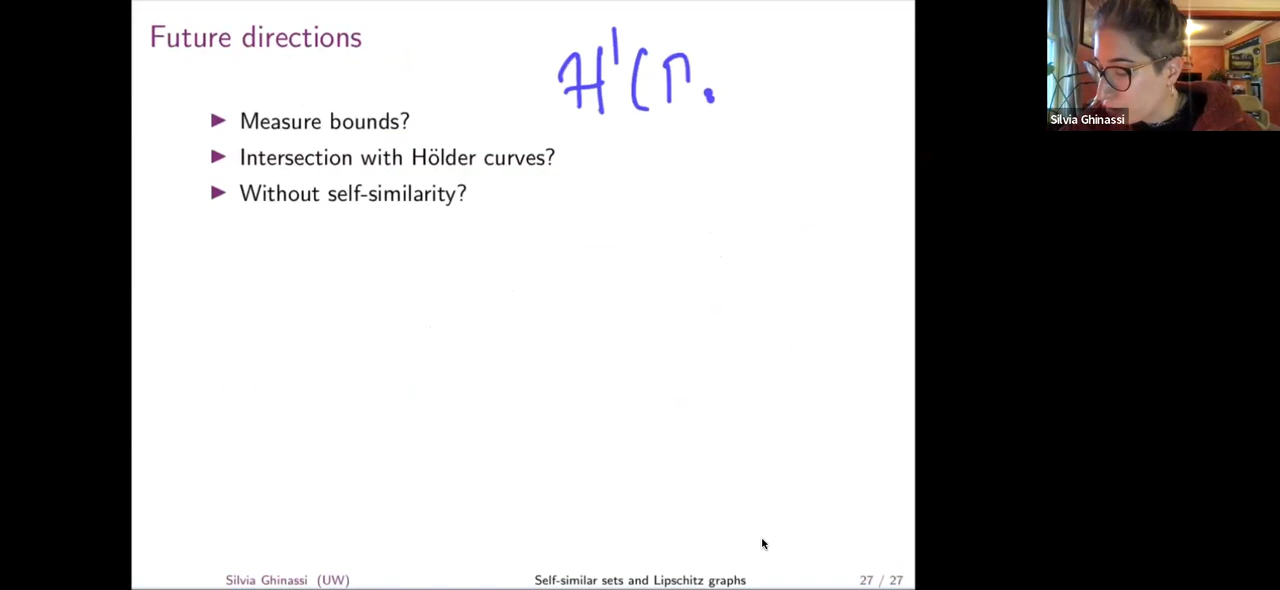 Future directions
H¹(Γ.
▶ Measure bounds?
▶ Intersection with Hölder curves?
▶ Without self-similarity?
Silvia Ghinassi (UW) Self-similar sets and Lipschitz graphs 27 / 27
Silvia Ghinassi